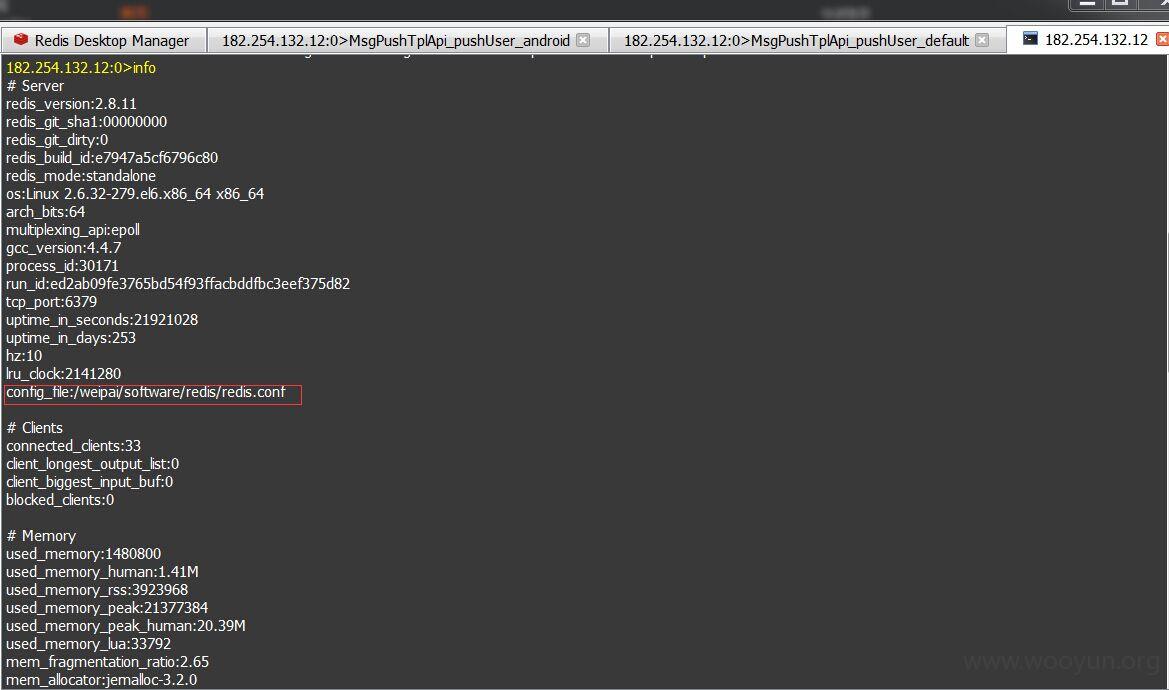 Redis Desktop Manager
182.254.132.12:0>MsgPushTplApi_pushUser_android
182.254.132.12:0>MsgPushTplApi_pushUser_default
182.254.132.12
182.254.132.12:0>info
# Server
redis_version:2.8.11
redis_git_sha1:00000000
redis_git_dirty:0
redis_build_id:e7947a5cf6796c80
redis_mode:standalone
os:Linux 2.6.32-279.el6.x86_64 x86_64
arch_bits:64
multiplexing_api:epoll
gcc_version:4.4.7
process_id:30171
run_id:ed2ab09fe3765bd54f93ffacbddfbc3eef375d82
tcp_port:6379
uptime_in_seconds:21921028
uptime_in_days:253
hz:10
lru_clock:2141280
config_file:/weipai/software/redis/redis.conf
# Clients
connected_clients:33
client_longest_output_list:0
client_biggest_input_buf:0
blocked_clients:0
# Memory
used_memory:1480800
used_memory_human:1.41M
used_memory_rss:3923968
used_memory_peak:21377384
used_memory_peak_human:20.39M
used_memory_lua:33792
mem_fragmentation_ratio:2.65
mem_allocator:jemalloc-3.2.0
www.wooyun.org